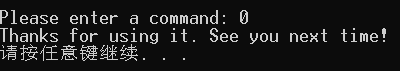 Please enter a command: 0
Thanks for using it. See you next time!
请按任意键继续. . .